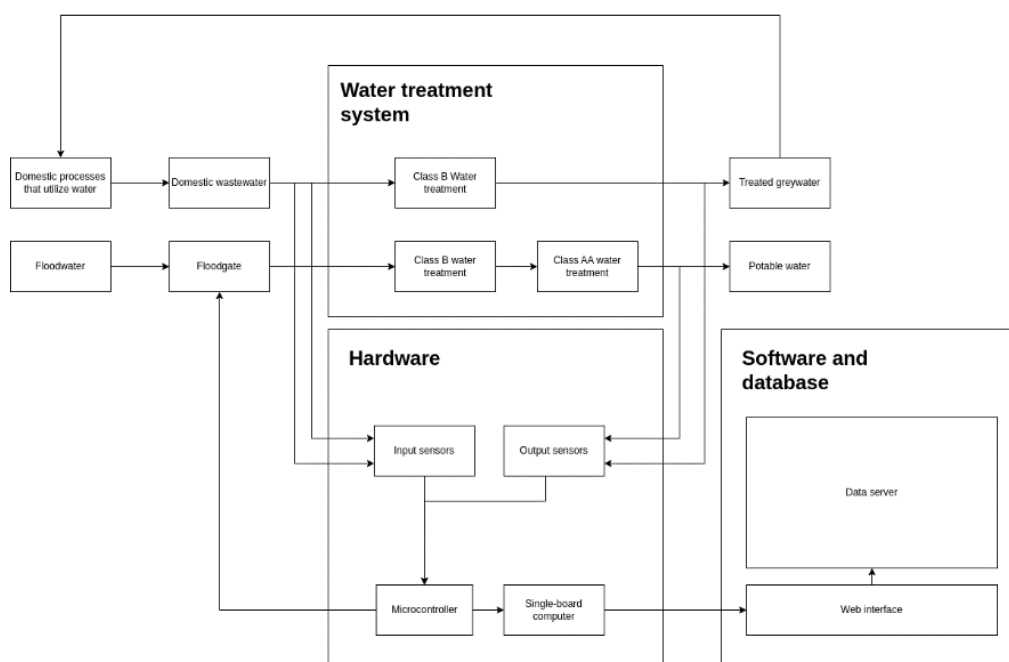 Water treatment
system
Domestic processes
that utilize water
Domestic wastewater
Class B Water
treatment
Treated greywater
Floodwater
Floodgate
Class B water
treatment
Class AA water
treatment
Potable water
Hardware
Software and
database
Input sensors
Output sensors
Data server
Microcontroller
Single-board
computer
Web interface